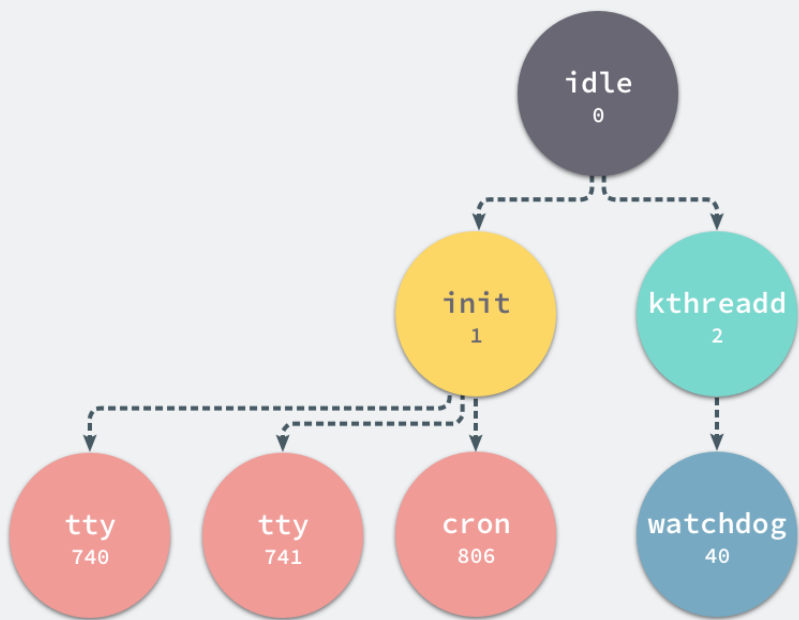 idle
0
init
1
kthreadd
2
tty
740
tty
741
cron
806
watchdog
40